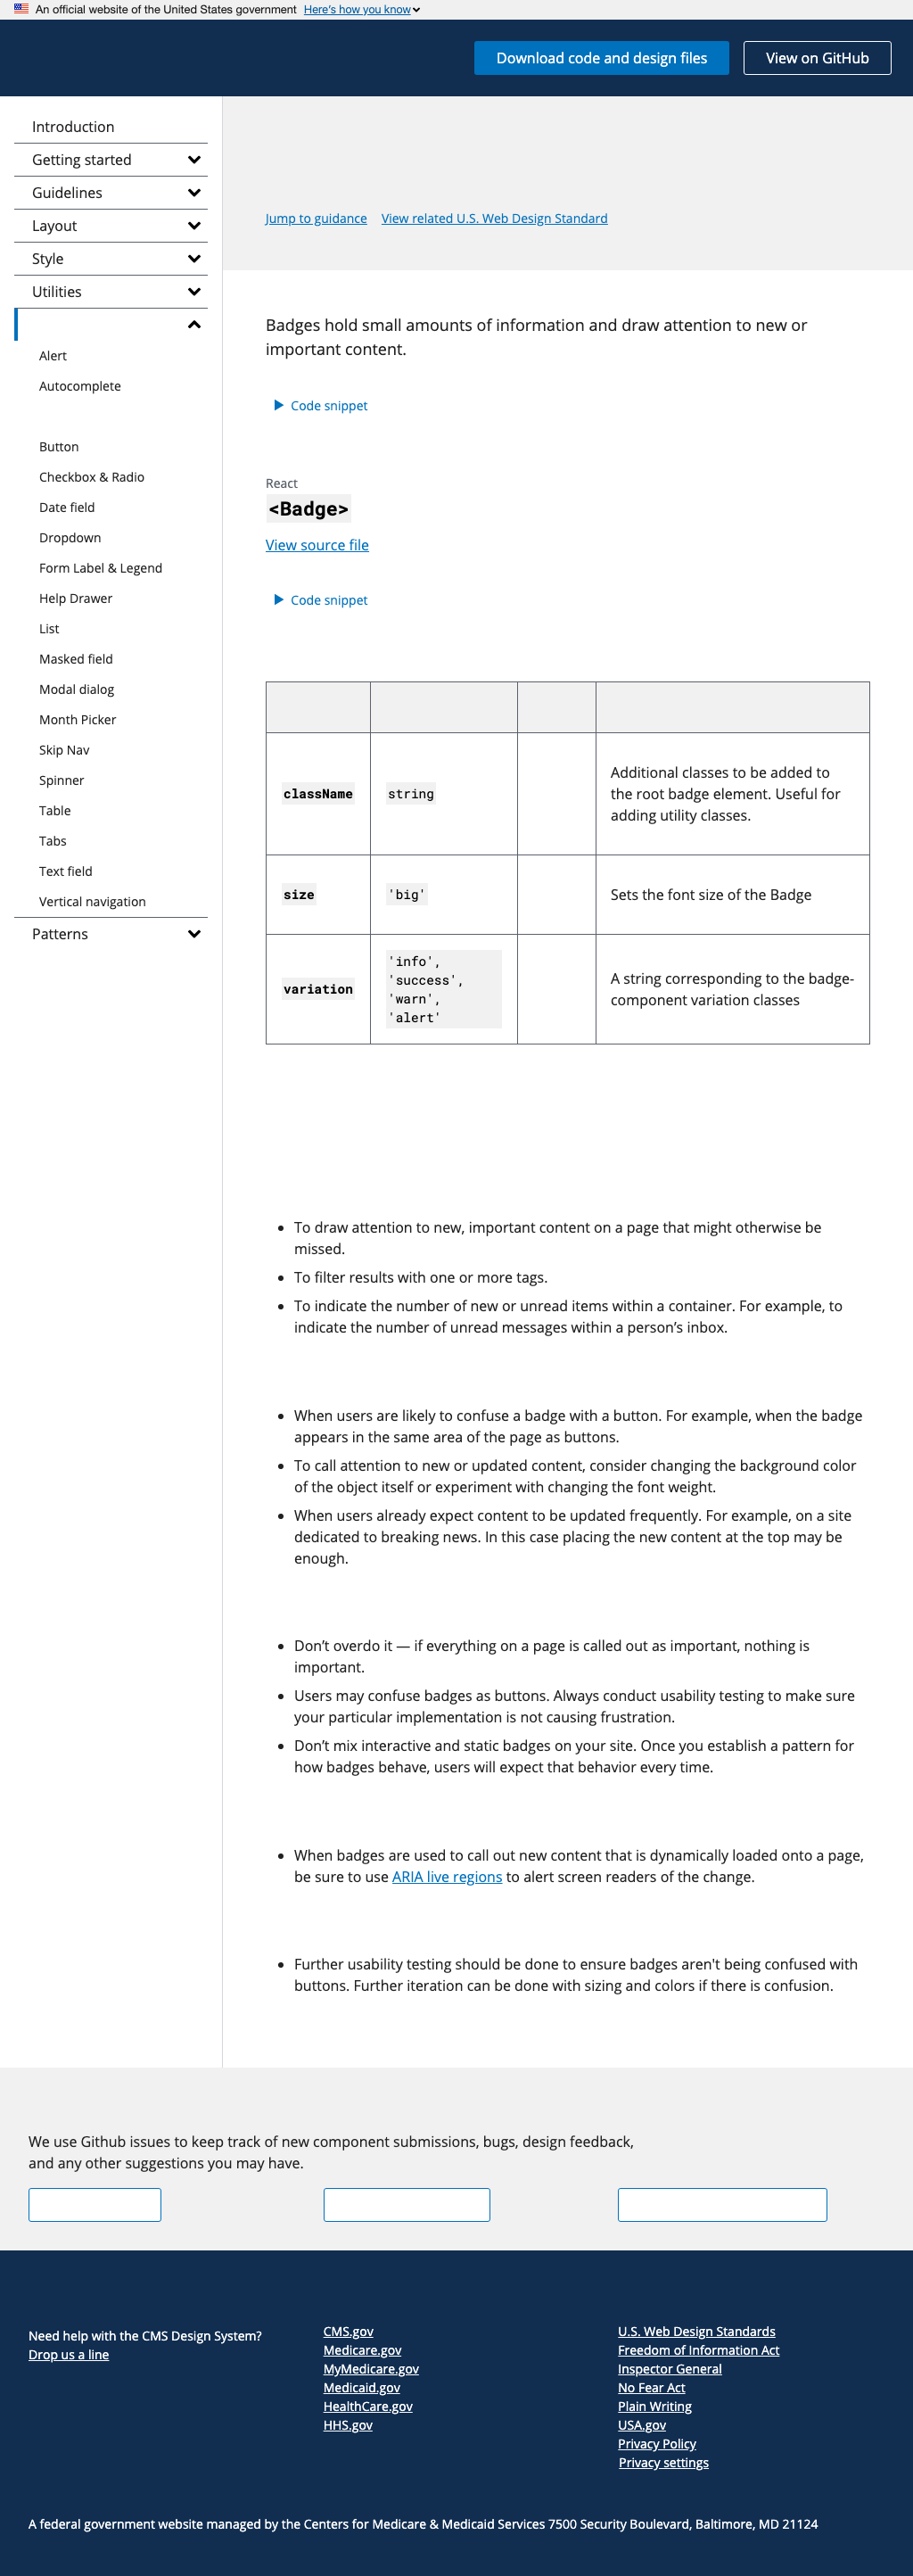 An official website of the United States government Here's how you know
Download code and design files
View on GitHub
Introduction
Getting started
Guidelines
Layout
Style
Utilities
Alert
Autocomplete
Button
Checkbox & Radio
Date field
Dropdown
Form Label & Legend
Help Drawer
List
Masked field
Modal dialog
Month Picker
Skip Nav
Spinner
Table
Tabs
Text field
Vertical navigation
Patterns
Jump to guidance View related U.S. Web Design Standard
Badges hold small amounts of information and draw attention to new or
important content.
Code snippet
React
<Badge>
View source file
Code snippet
className string Additional classes to be added to
the root badge element. Useful for
adding utility classes.
size 'big' Sets the font size of the Badge
variation
'info',
'success',
'warn',
'alert'
A string corresponding to the badge-
component variation classes
To draw attention to new, important content on a page that might otherwise be
missed.
To filter results with one or more tags.
To indicate the number of new or unread items within a container. For example, to
indicate the number of unread messages within a person’s inbox.
When users are likely to confuse a badge with a button. For example, when the badge
appears in the same area of the page as buttons.
To call attention to new or updated content, consider changing the background color
of the object itself or experiment with changing the font weight.
When users already expect content to be updated frequently. For example, on a site
dedicated to breaking news. In this case placing the new content at the top may be
enough.
Don’t overdo it — if everything on a page is called out as important, nothing is
important.
Users may confuse badges as buttons. Always conduct usability testing to make sure
your particular implementation is not causing frustration.
Don’t mix interactive and static badges on your site. Once you establish a pattern for
how badges behave, users will expect that behavior every time.
When badges are used to call out new content that is dynamically loaded onto a page,
be sure to use ARIA live regions to alert screen readers of the change.
Further usability testing should be done to ensure badges aren't being confused with
buttons. Further iteration can be done with sizing and colors if there is confusion.
We use Github issues to keep track of new component submissions, bugs, design feedback,
and any other suggestions you may have.
Need help with the CMS Design System?
Drop us a line
CMS.gov
Medicare.gov
MyMedicare.gov
Medicaid.gov
HealthCare.gov
HHS.gov
U.S. Web Design Standards
Freedom of Information Act
Inspector General
No Fear Act
Plain Writing
USA.gov
Privacy Policy
Privacy settings
A federal government website managed by the Centers for Medicare & Medicaid Services 7500 Security Boulevard, Baltimore, MD 21124